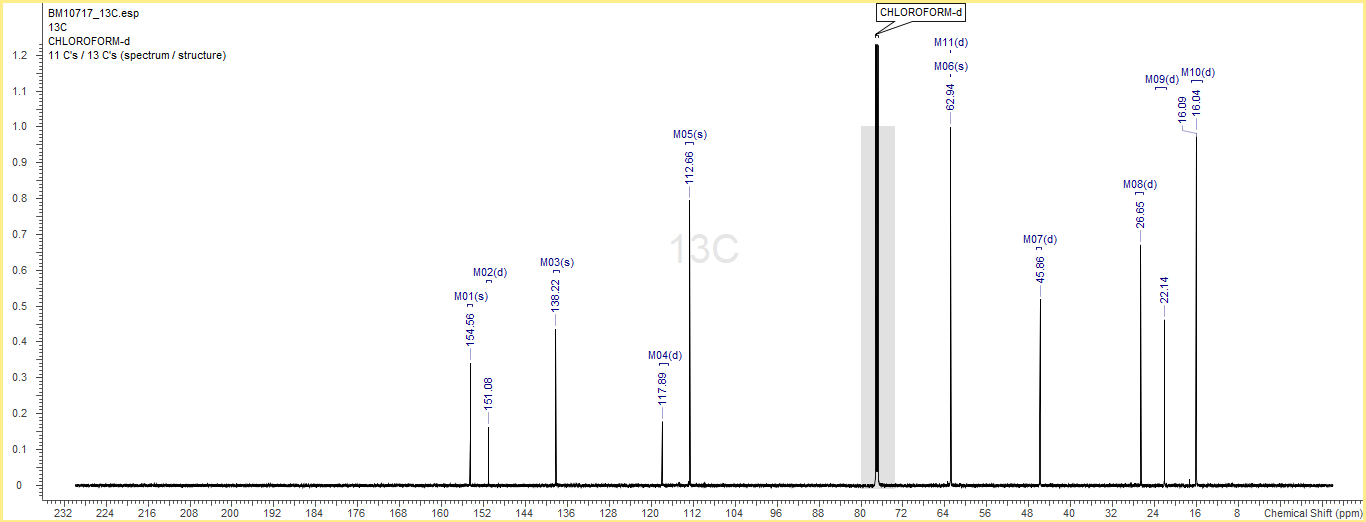 BM10717_13C.esp
13C
CHLOROFORM-d
11 C's / 13 C's (spectrum / structure)
CHLOROFORM-d
M11(d)
M06(s)
62.94
M09(d)
M10(d)
16.09
16.04
M05(s)
112.66
M08(d)
26.65
M07(d)
45.86
M03(s)
138.22
M02(d)
151.08
M01(s)
154.56
22.14
M04(d)
117.89
13C
1.2
1.1
1.0
0.9
0.8
0.7
0.6
0.5
0.4
0.3
0.2
0.1
0
232 224 216 208 200 192 184 176 168 160 152 144 136 128 120 112 104 96 88 80 72 64 56 48 40 32 24 16 8 Chemical Shift (ppm)